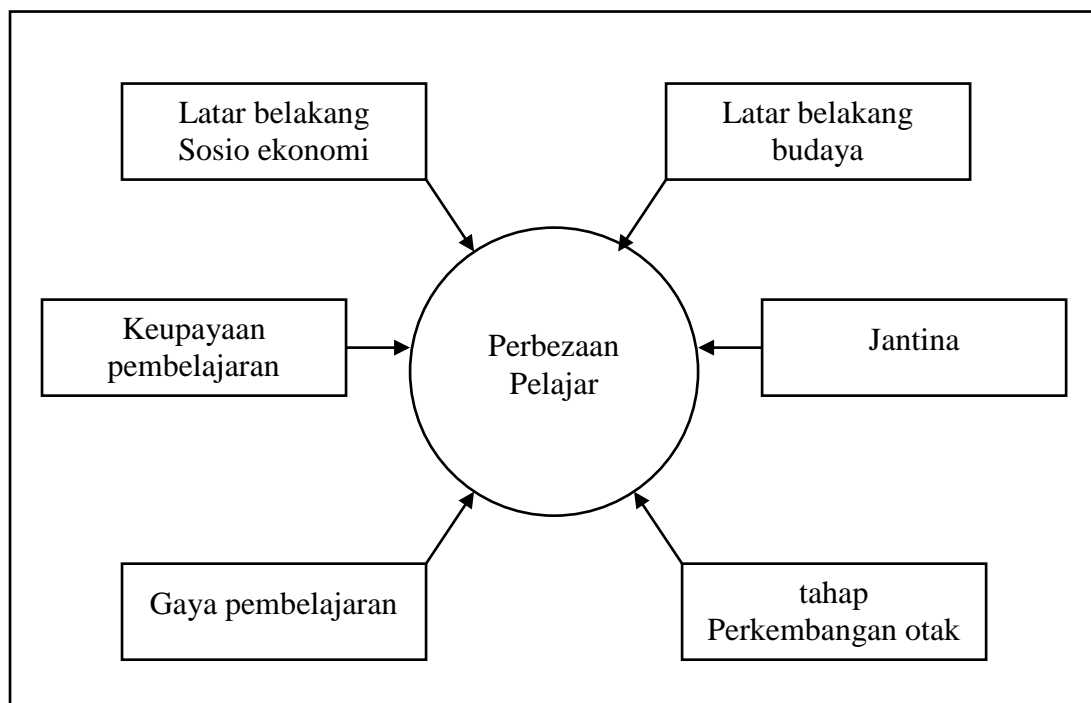 Latar belakang
Sosio ekonomi
Latar belakang
budaya
Keupayaan
pembelajaran
Perbezaan
Pelajar
Jantina
Gaya pembelajaran
tahap
Perkembangan otak